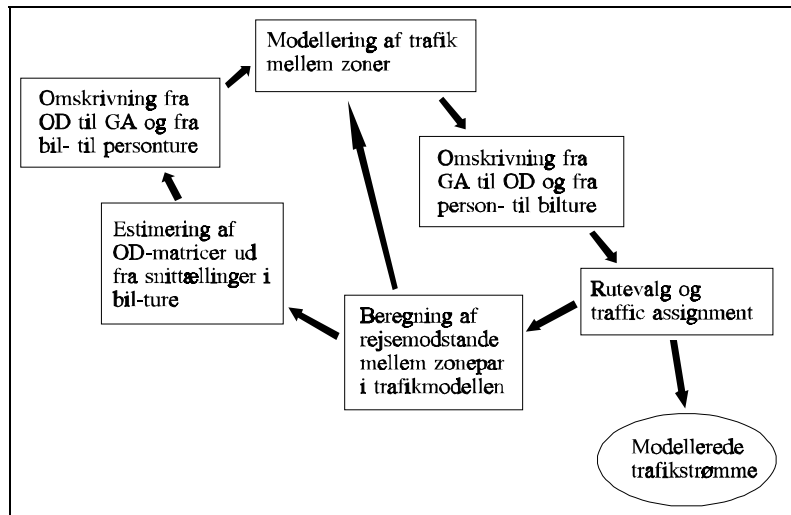 Modellering af trafik
mellem zoner
Omskrivning fra
OD til GA og fra
bil- til personture
Omskrivning fra
GA til OD og fra
person- til bilture
Estimering af
OD-matricer ud
fra snittællinger i
bil-ture
Beregning af
rejsemodstande
mellem zonepar
i trafikmodellen
Rutevalg og
traffic assignment
Modellerede
trafikstrømme